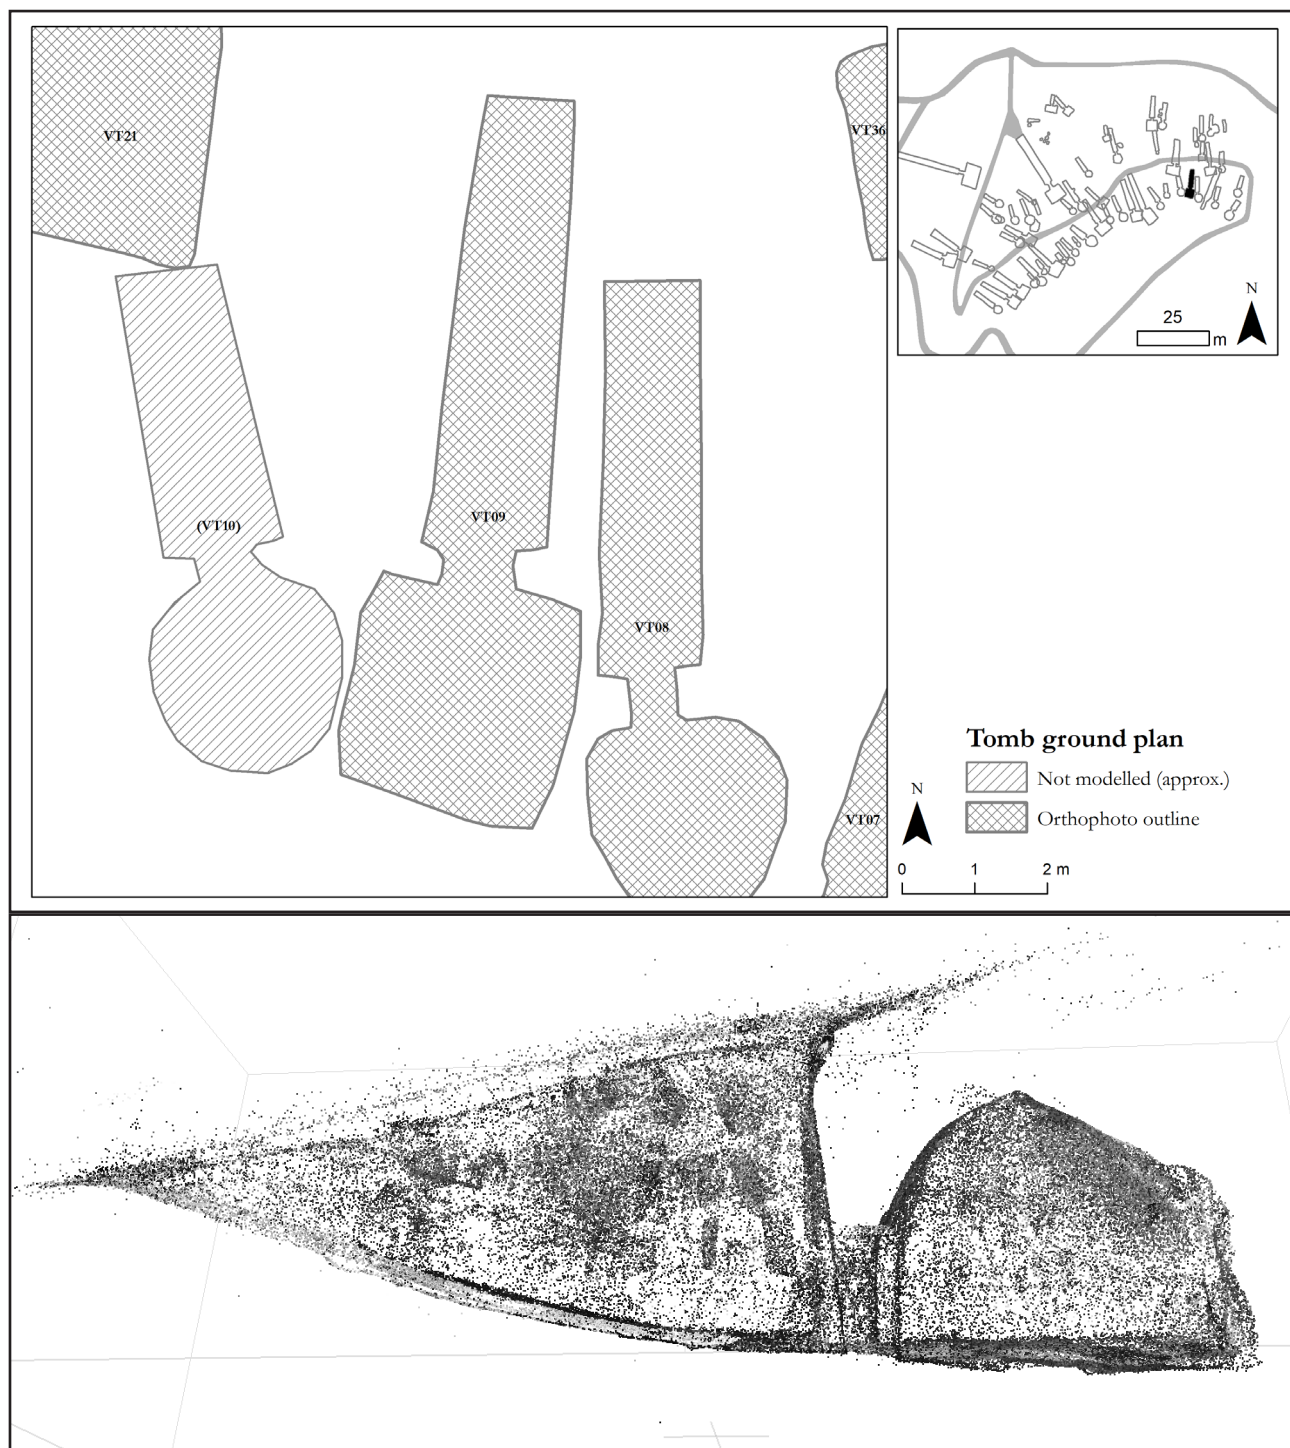 VT21
VT36
(VT10)
VT09
VT08
VT07
N
25
m
Tomb ground plan
Not modelled (approx.)
Orthophoto outline
N
0 1 2 m